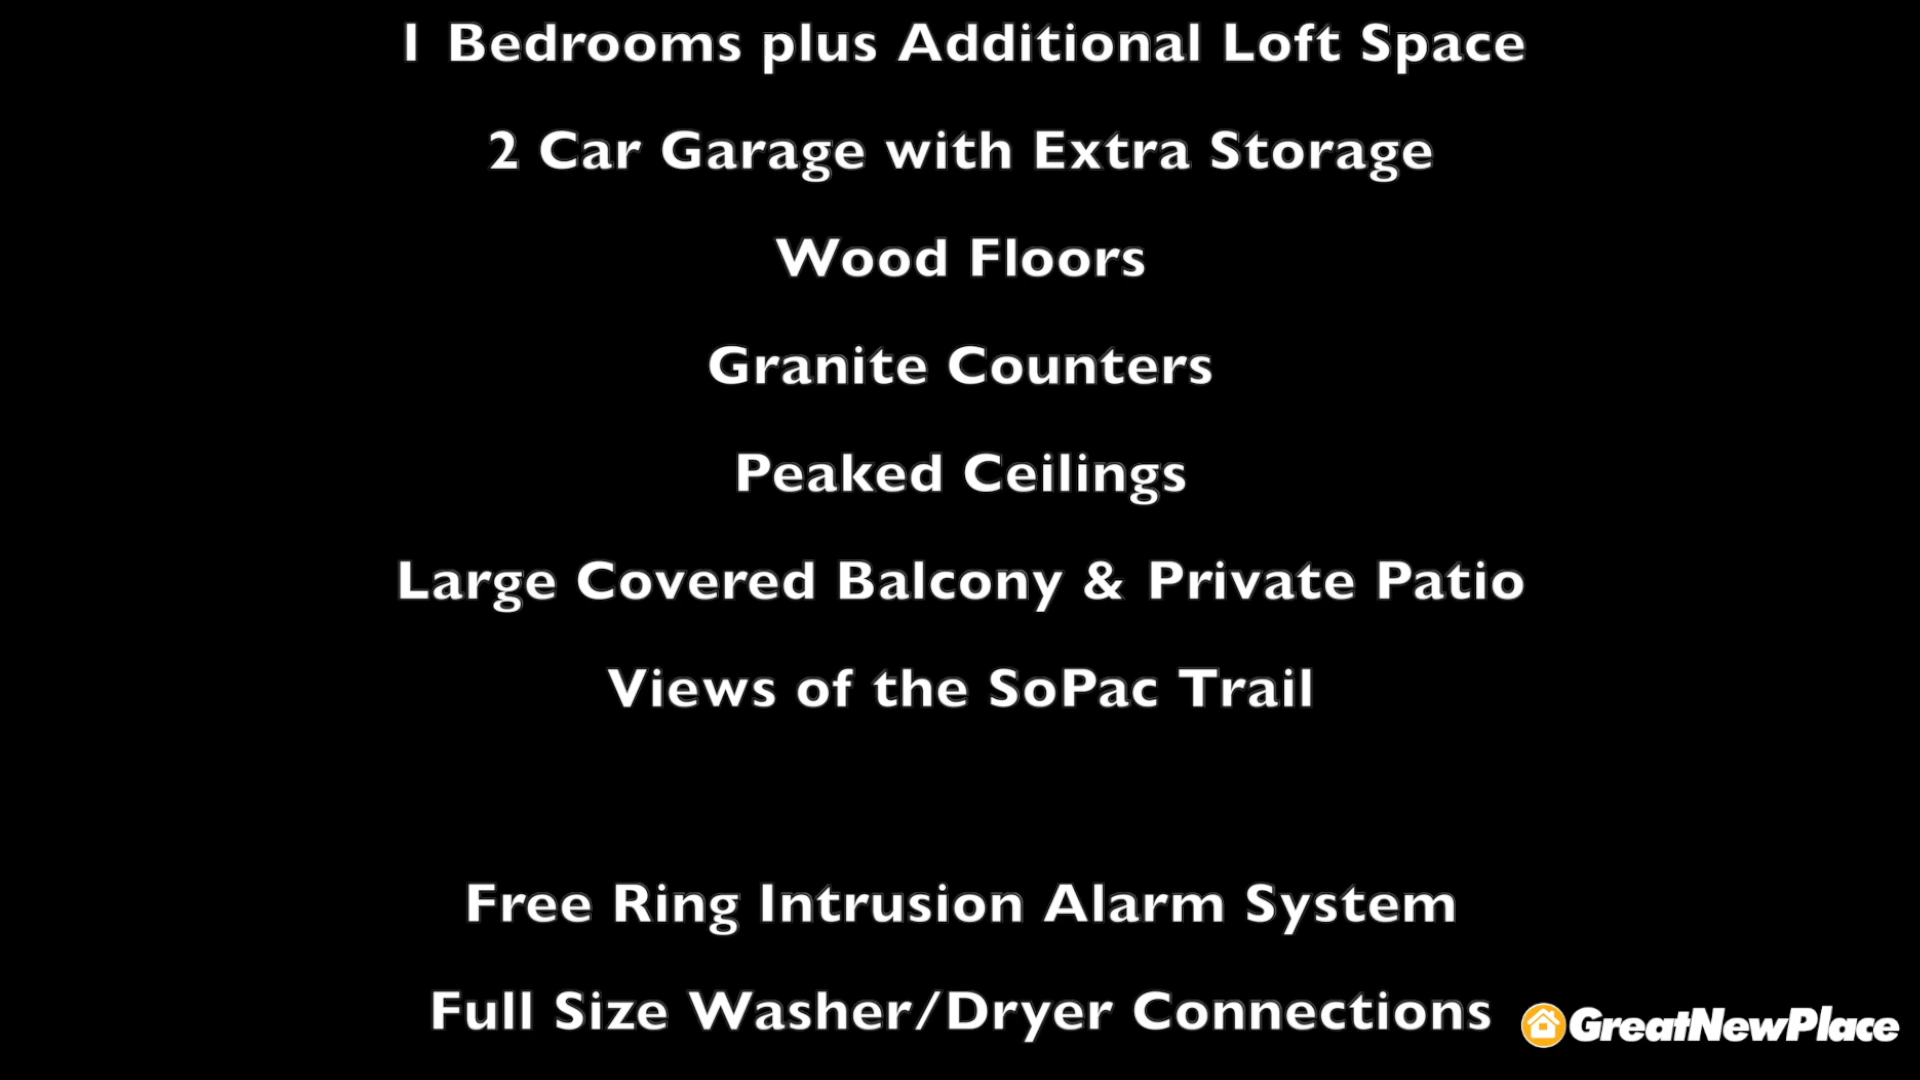 1 Bedrooms plus Additional Loft Space
2 Car Garage with Extra Storage
Wood Floors
Granite Counters
Peaked Ceilings
Large Covered Balcony & Private Patio
Views of the SoPac Trail
Free Ring Intrusion Alarm System
Full Size Washer/Dryer Connections
GreatNewPlace